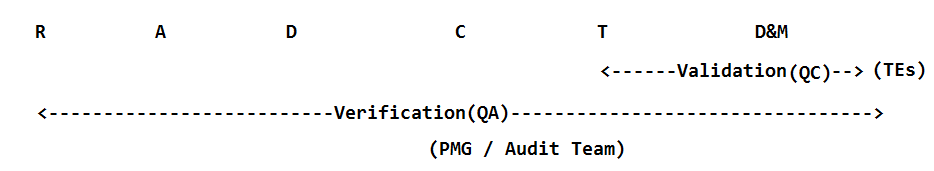 R A D C T D&M
<------Validation(QC)--> (TEs)
<--------------------------Verification(QA)--------------------------------->
(PMG / Audit Team)